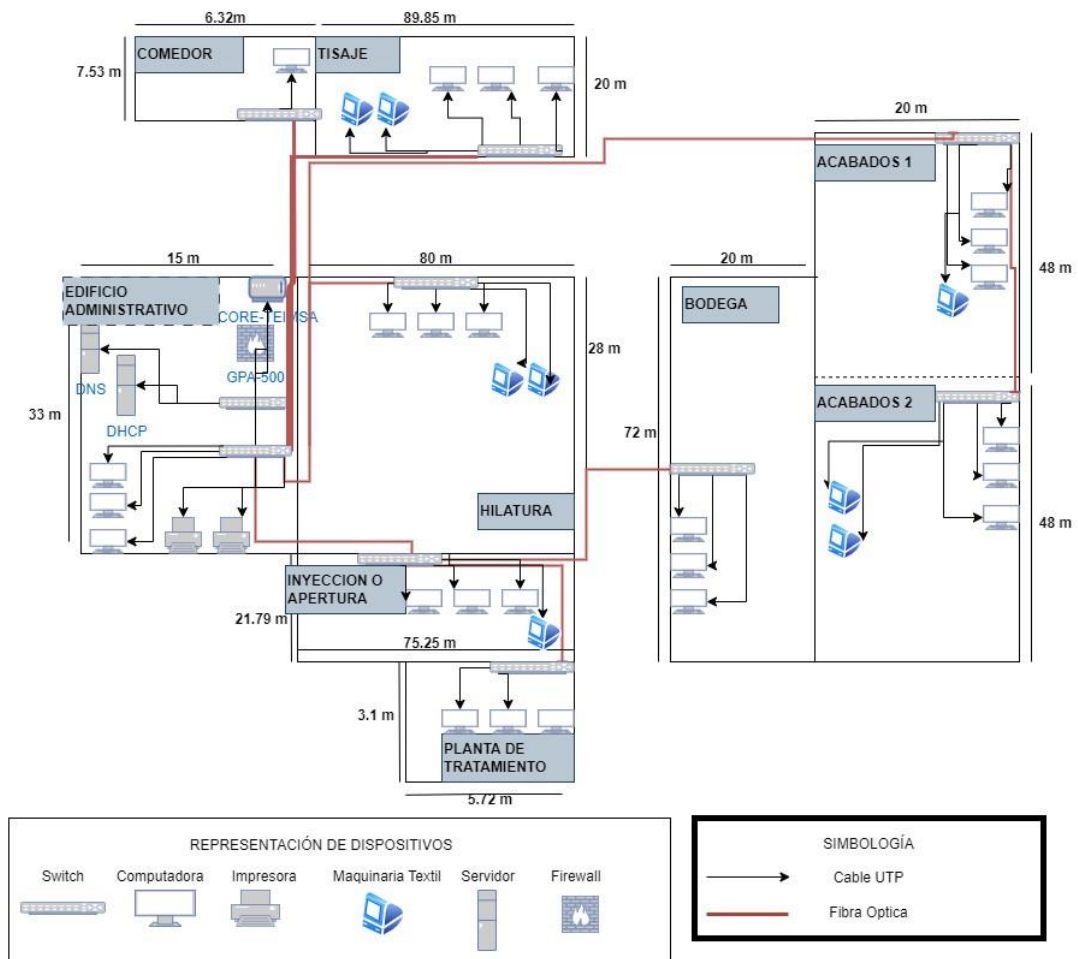 6.32m
89.85 m
COMEDOR
TISAJE
7.53 m
20 m
20 m
ACABADOS 1
48 m
15 m
80 m
20 m
EDIFICIO
ADMINISTRATIVO
CORE-TEIMSA
BODEGA
GPA-500
DNS
DHCP
28 m
33 m
ACABADOS 2
72 m
HILATURA
48 m
INYECCION O
APERTURA
21.79 m
75.25 m
3.1 m
PLANTA DE
TRATAMIENTO
5.72 m
REPRESENTACIÓN DE DISPOSITIVOS
Switch
Computadora
Impresora
Maquinaria Textil
Servidor
Firewall
SIMBOLOGÍA
Cable UTP
Fibra Optica